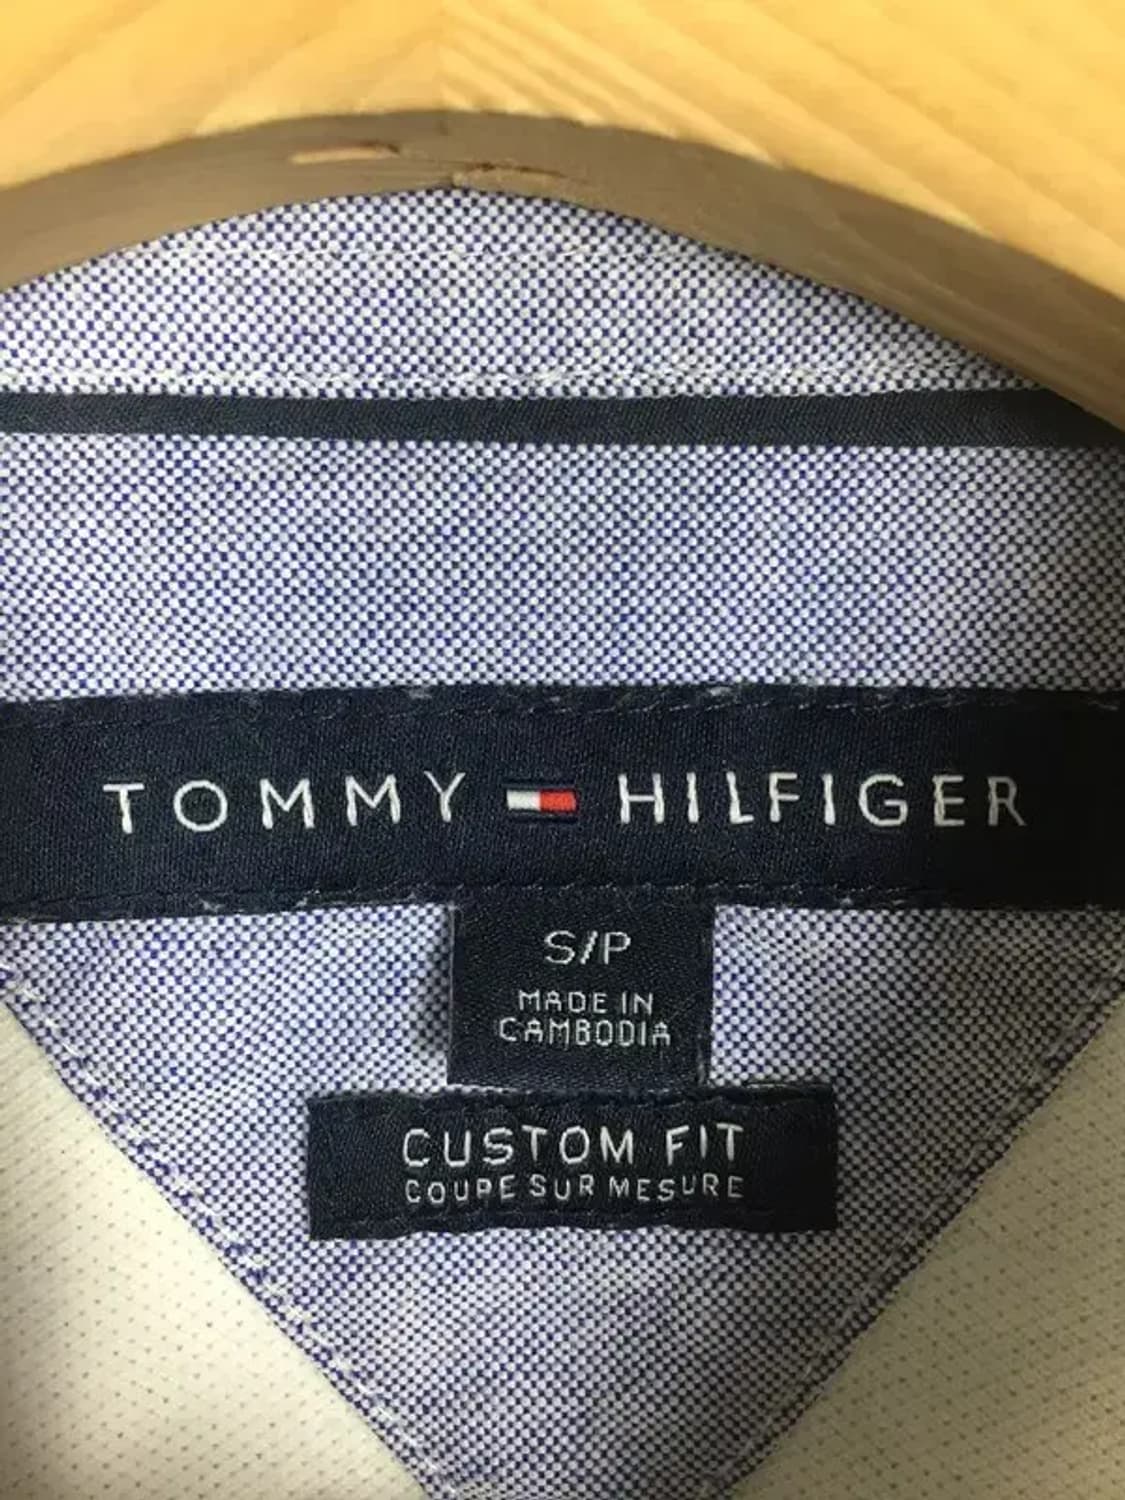 TOMMY HILFIGER
S/P
MADE IN
CAMBODIA
CUSTOM FIT
COUPE SUR MESURE